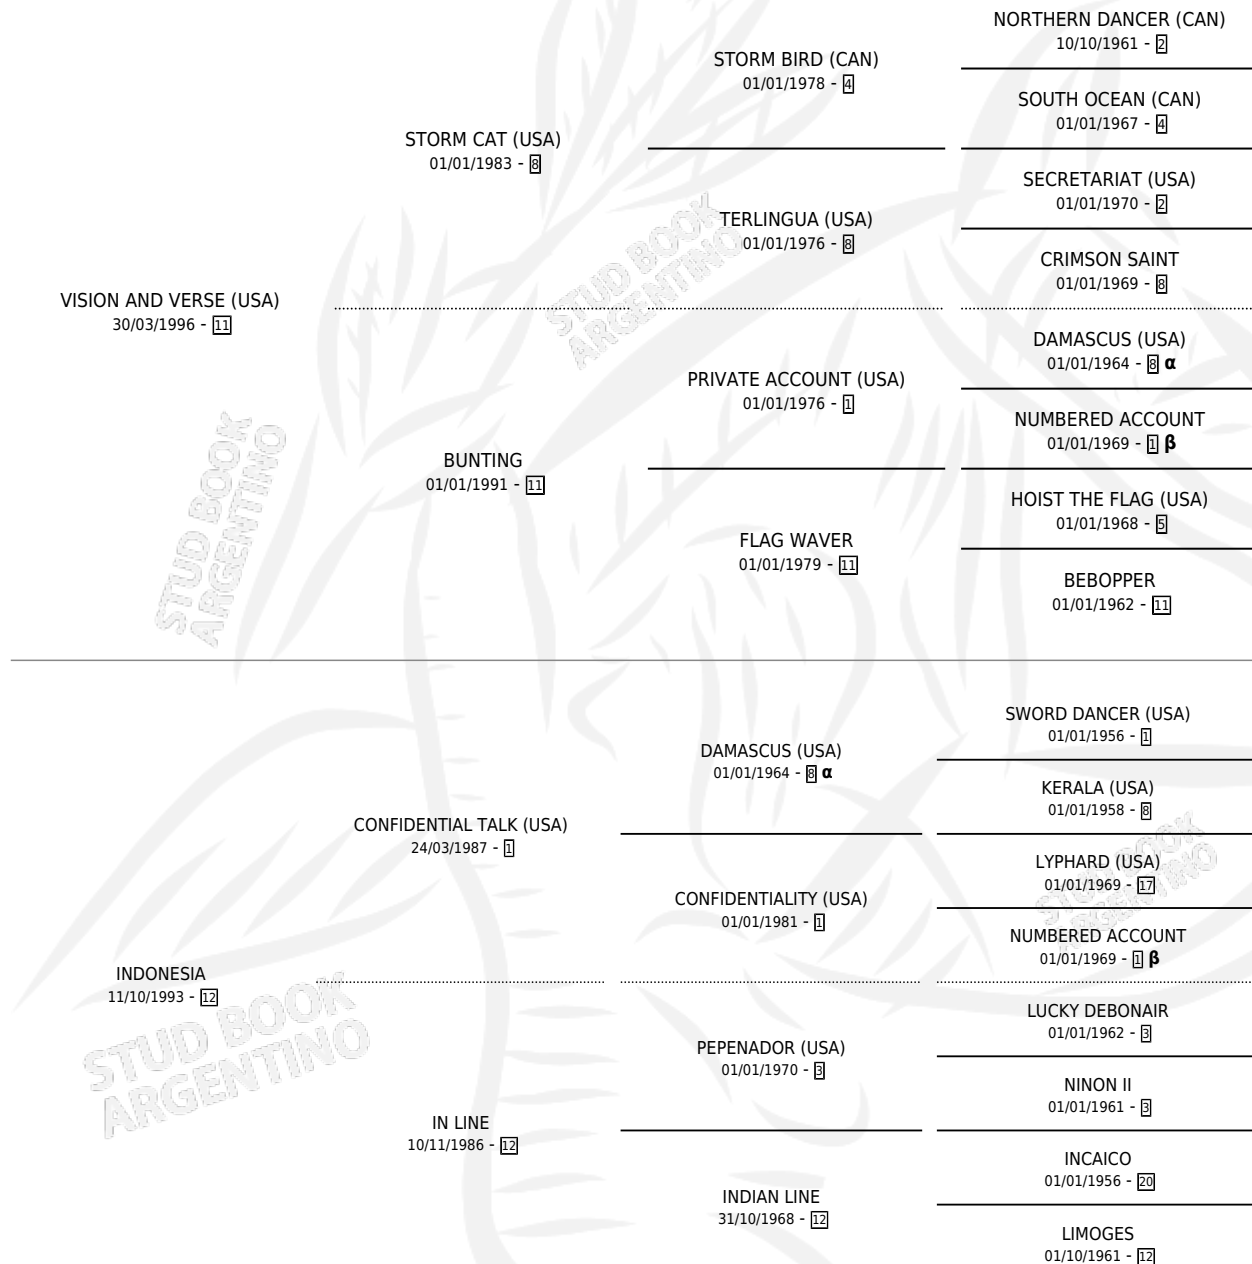 NORTHERN DANCER (CAN)
10/10/1961 - 2
STORM BIRD (CAN)
01/01/1978 - 4
SOUTH OCEAN (CAN)
01/01/1967 - 4
STORM CAT (USA)
01/01/1983 - 8
SECRETARIAT (USA)
01/01/1970 - 2
TERLINGUA (USA)
01/01/1976 - 8
CRIMSON SAINT
01/01/1969 - 8
VISION AND VERSE (USA)
30/03/1996 - 11
DAMASCUS (USA)
01/01/1964 - 8 α
PRIVATE ACCOUNT (USA)
01/01/1976 - 1
NUMBERED ACCOUNT
01/01/1969 - 1 β
BUNTING
01/01/1991 - 11
HOIST THE FLAG (USA)
01/01/1968 - 5
FLAG WAVER
01/01/1979 - 11
BEBOPPER
01/01/1962 - 11
SWORD DANCER (USA)
01/01/1956 - 1
DAMASCUS (USA)
01/01/1964 - 8 α
KERALA (USA)
01/01/1958 - 8
CONFIDENTIAL TALK (USA)
24/03/1987 - 1
LYPHARD (USA)
01/01/1969 - 17
CONFIDENTIALITY (USA)
01/01/1981 - 1
NUMBERED ACCOUNT
01/01/1969 - 1 β
INDONESIA
11/10/1993 - 12
LUCKY DEBONAIR
01/01/1962 - 3
PEPENADOR (USA)
01/01/1970 - 3
NINON II
01/01/1961 - 3
IN LINE
10/11/1986 - 12
INCAICO
01/01/1956 - 20
INDIAN LINE
31/10/1968 - 12
LIMOGES
01/10/1961 - 12
STUD BOOK
ARGENTINO
STUD BOOK
ARGENTINO
STUD BOOK
ARGENTINO
STUD BOOK
ARGENTINO